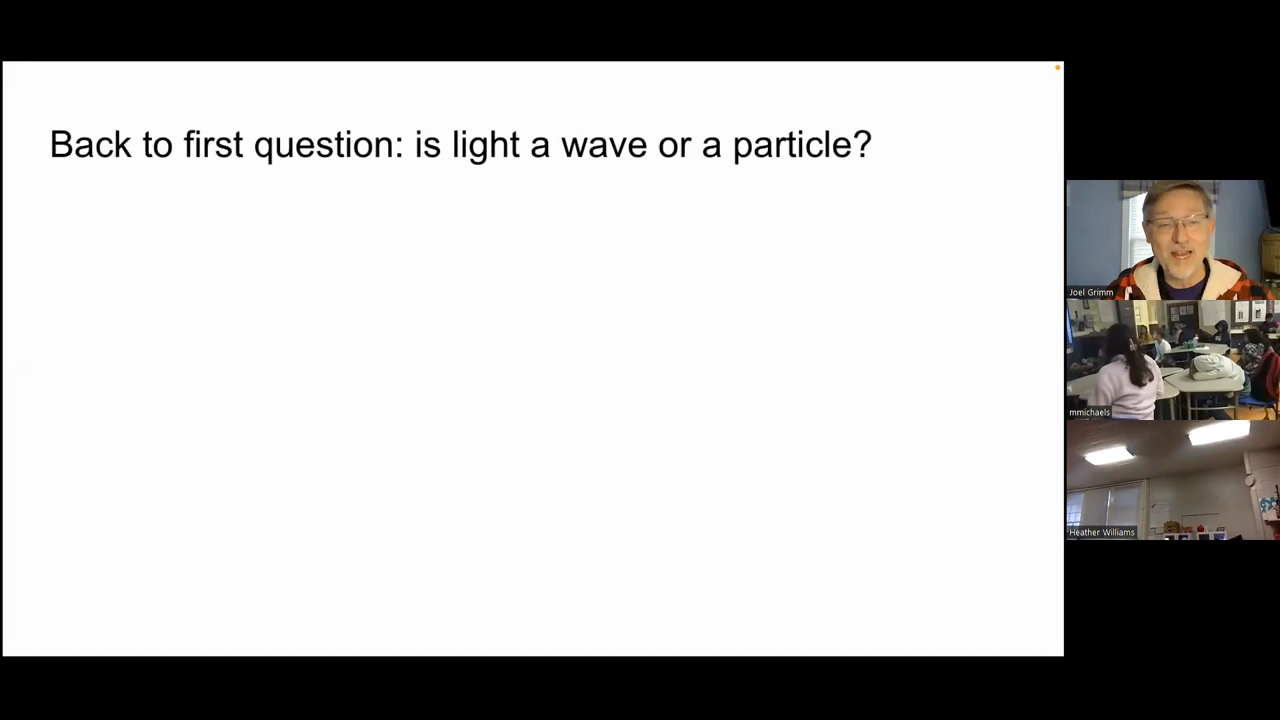 Back to first question: is light a wave or a particle?
Joel Grimm
mmichaels
Heather Williams